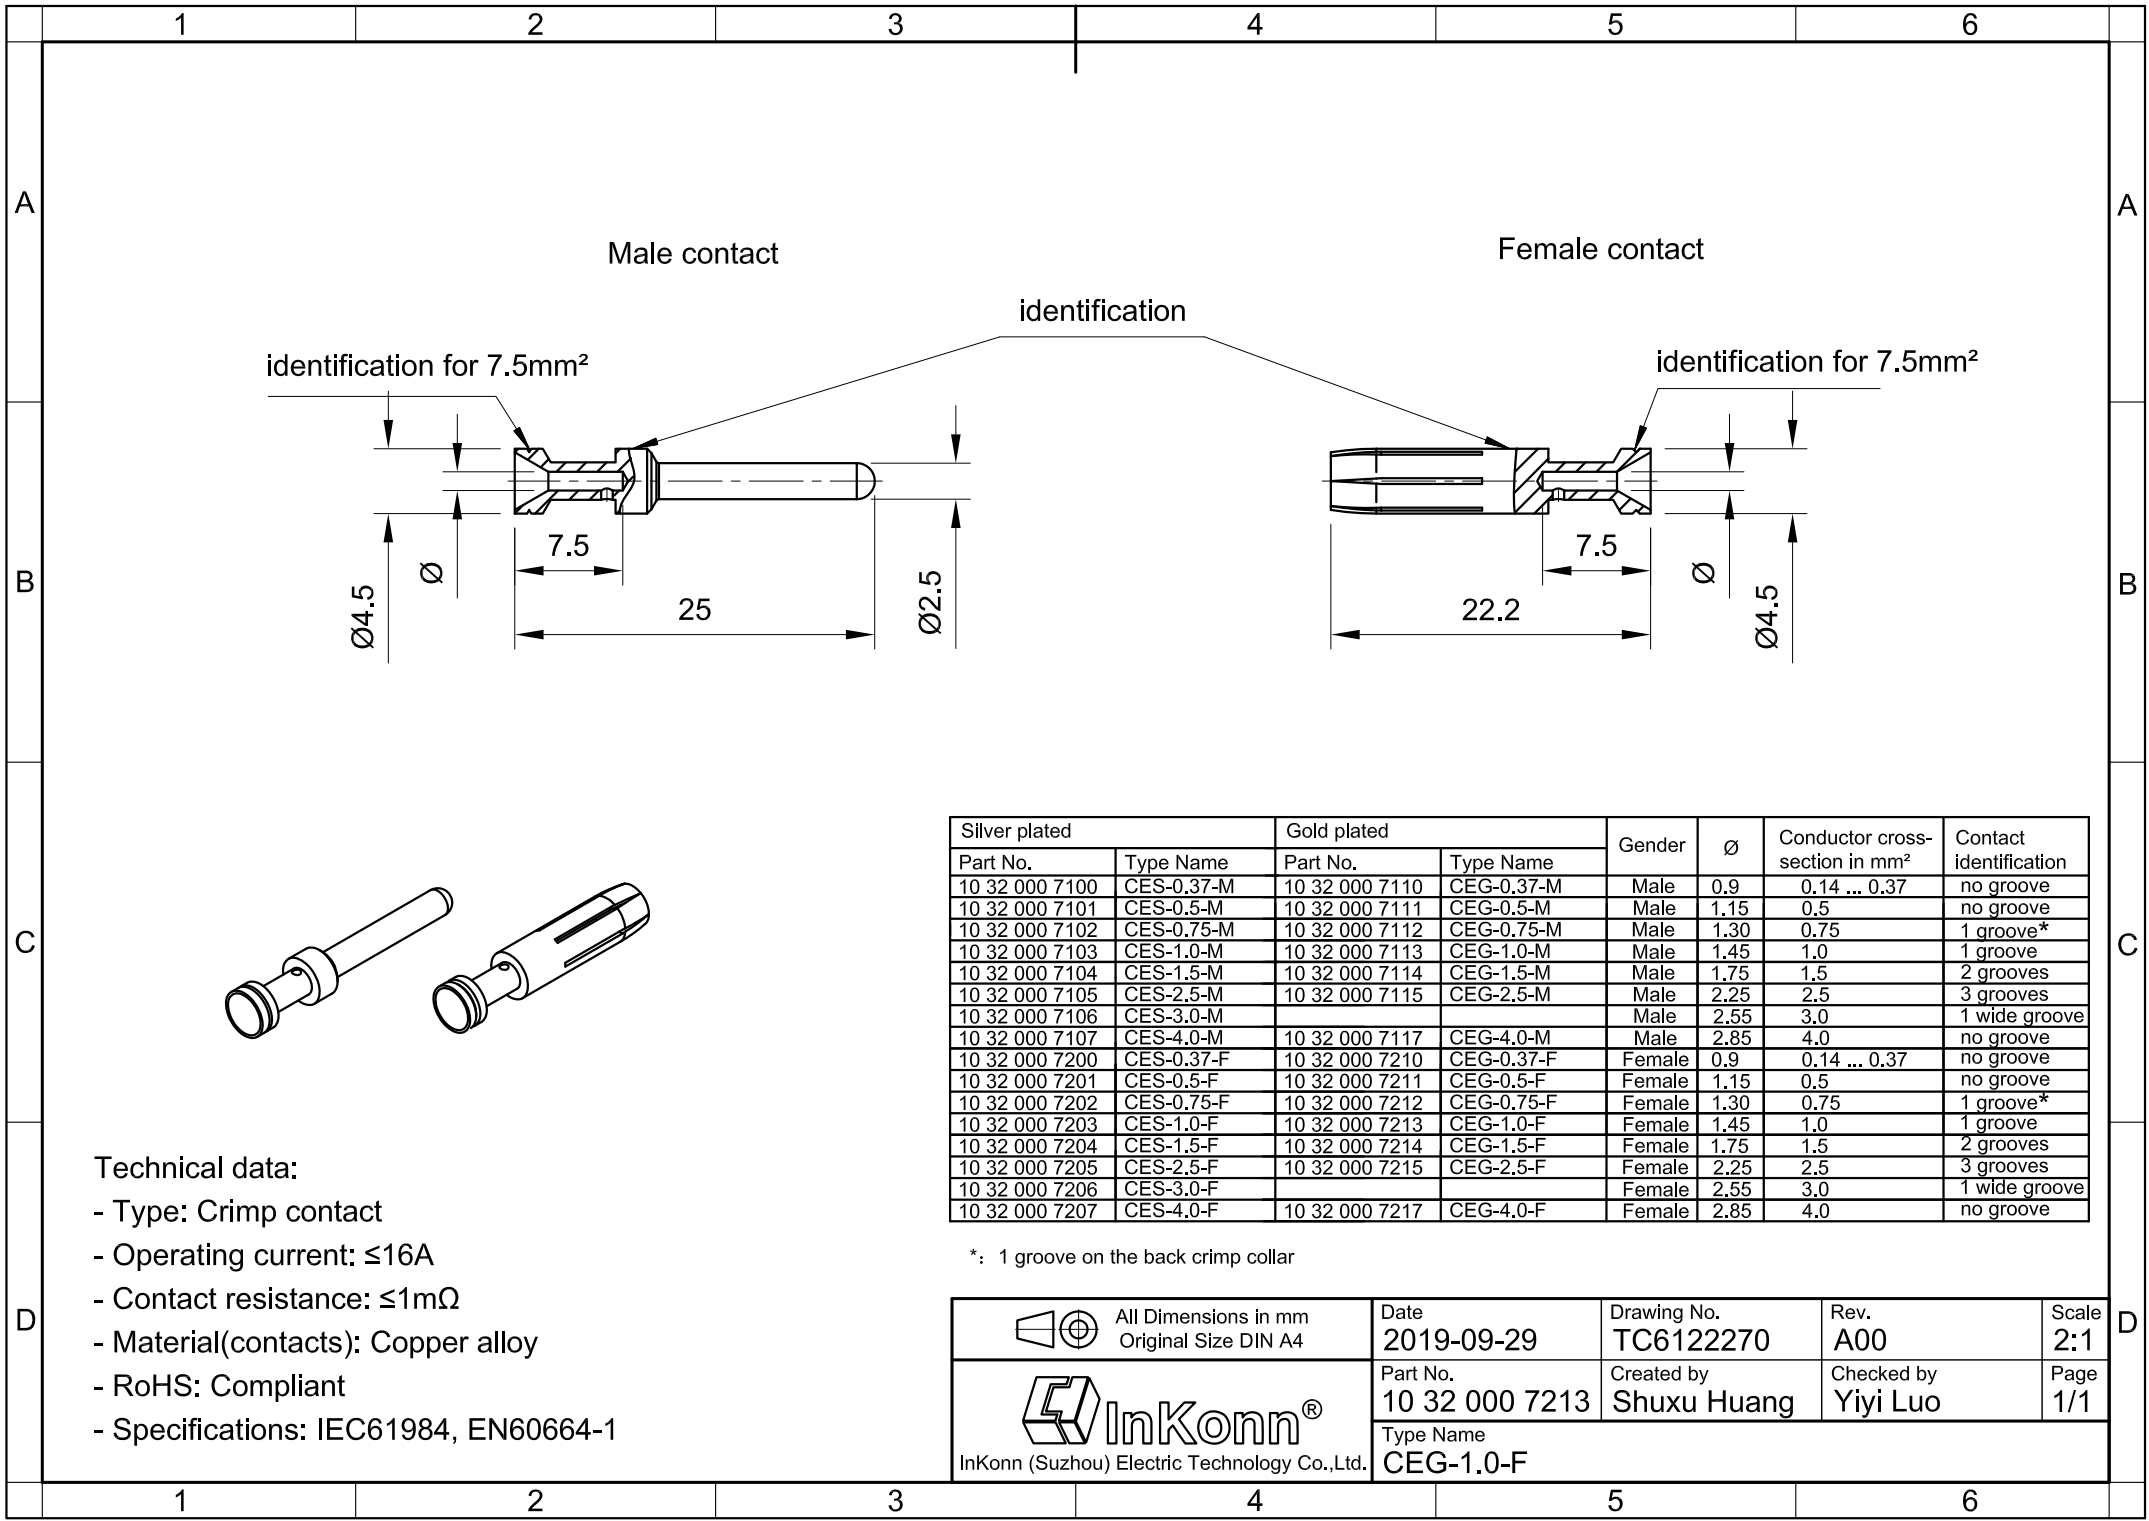 1 2 3 4 5 6
A A
Male contact
Female contact
identification
identification for 7.5mm²
identification for 7.5mm²
7.5
7.5
Ø
Ø
B B
Ø4.5
25
Ø2.5
22.2
Ø4.5
Silver plated Gold plated Gender Ø Conductor cross-section in mm² Contact identification
Part No. Type Name Part No. Type Name
10 32 000 7100 CES-0.37-M 10 32 000 7110 CEG-0.37-M Male 0.9 0.14 ... 0.37 no groove
10 32 000 7101 CES-0.5-M 10 32 000 7111 CEG-0.5-M Male 1.15 0.5 no groove
10 32 000 7102 CES-0.75-M 10 32 000 7112 CEG-0.75-M Male 1.30 0.75 1 groove*
10 32 000 7103 CES-1.0-M 10 32 000 7113 CEG-1.0-M Male 1.45 1.0 1 groove
10 32 000 7104 CES-1.5-M 10 32 000 7114 CEG-1.5-M Male 1.75 1.5 2 grooves
10 32 000 7105 CES-2.5-M 10 32 000 7115 CEG-2.5-M Male 2.25 2.5 3 grooves
10 32 000 7106 CES-3.0-M Male 2.55 3.0 1 wide groove
10 32 000 7107 CES-4.0-M 10 32 000 7117 CEG-4.0-M Male 2.85 4.0 no groove
10 32 000 7200 CES-0.37-F 10 32 000 7210 CEG-0.37-F Female 0.9 0.14 ... 0.37 no groove
10 32 000 7201 CES-0.5-F 10 32 000 7211 CEG-0.5-F Female 1.15 0.5 no groove
10 32 000 7202 CES-0.75-F 10 32 000 7212 CEG-0.75-F Female 1.30 0.75 1 groove*
10 32 000 7203 CES-1.0-F 10 32 000 7213 CEG-1.0-F Female 1.45 1.0 1 groove
10 32 000 7204 CES-1.5-F 10 32 000 7214 CEG-1.5-F Female 1.75 1.5 2 grooves
10 32 000 7205 CES-2.5-F 10 32 000 7215 CEG-2.5-F Female 2.25 2.5 3 grooves
10 32 000 7206 CES-3.0-F Female 2.55 3.0 1 wide groove
10 32 000 7207 CES-4.0-F 10 32 000 7217 CEG-4.0-F Female 2.85 4.0 no groove
*: 1 groove on the back crimp collar
C C
Technical data:
- Type: Crimp contact
- Operating current: ≤16A
- Contact resistance: ≤1mΩ
- Material(contacts): Copper alloy
- RoHS: Compliant
- Specifications: IEC61984, EN60664-1
D D
All Dimensions in mm
Original Size DIN A4
Date
2019-09-29
Drawing No.
TC6122270
Rev.
A00
Scale
2:1
InKonn®
InKonn (Suzhou) Electric Technology Co.,Ltd.
Part No.
10 32 000 7213
Created by
Shuxu Huang
Checked by
Yiyi Luo
Page
1/1
Type Name
CEG-1.0-F
1 2 3 4 5 6